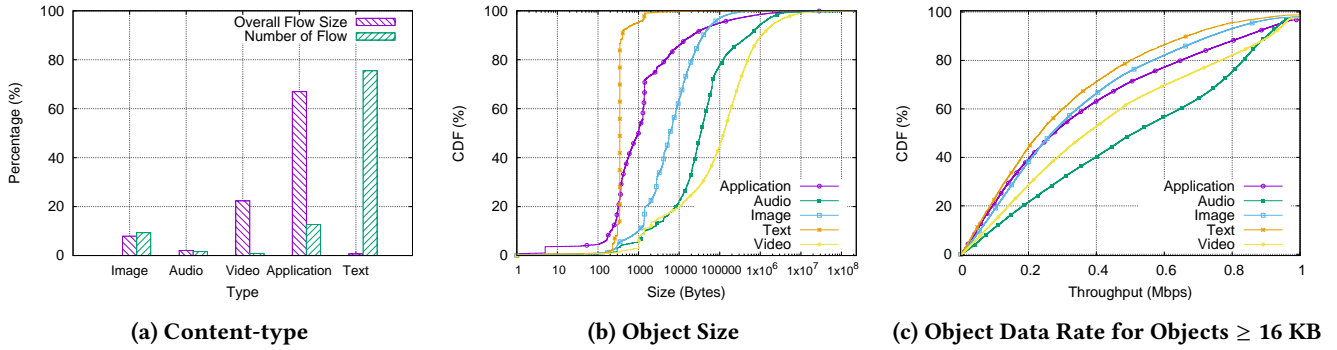 100
80
60
40
20
0
Percentage (%)
Overall Flow Size
Number of Flow
Image Audio Video Application Text
Type
(a) Content-type
100
80
60
40
20
0
CDF (%)
Application
Audio
Image
Text
Video
1 10 100 1000 10000 100000 1x10^6 1x10^7 1x10^8
Size (Bytes)
(b) Object Size
100
80
60
40
20
0
CDF (%)
Application
Audio
Image
Text
Video
0 0.2 0.4 0.6 0.8 1
Throughput (Mbps)
(c) Object Data Rate for Objects ≥ 16 KB